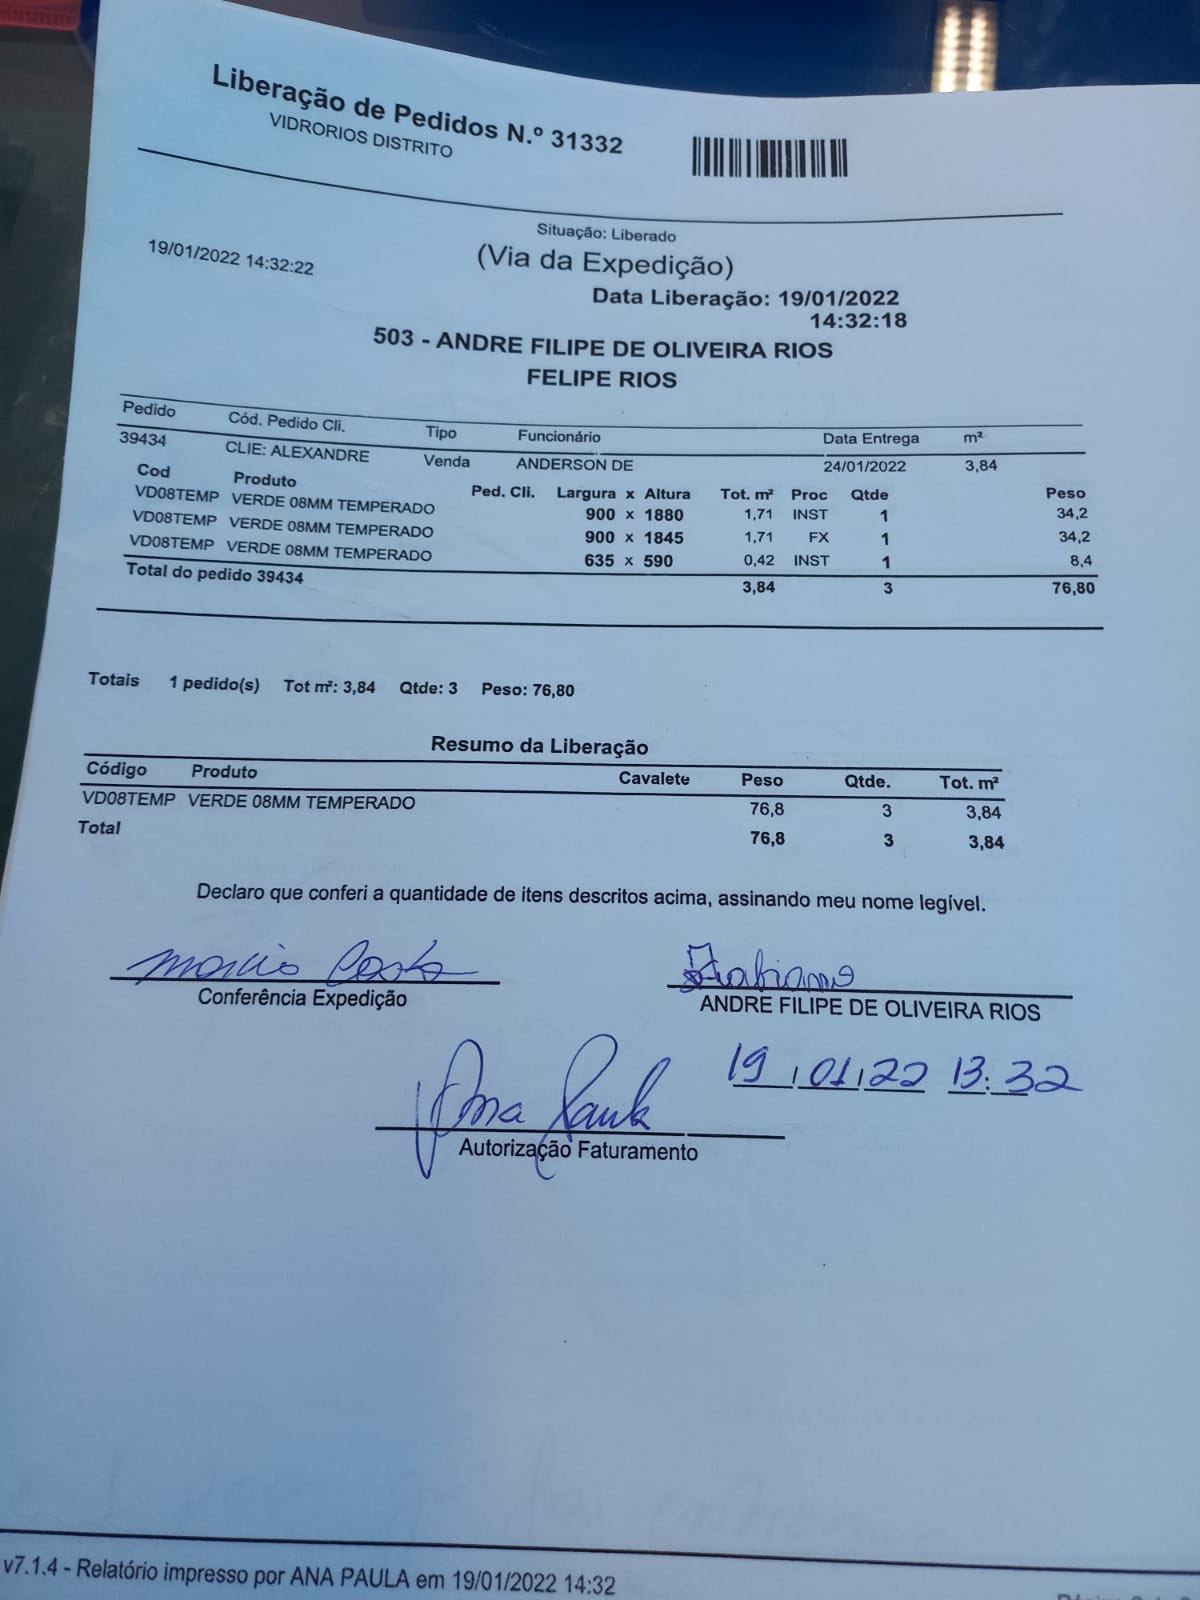 Liberação de Pedidos N.º 31332
VIDRORIOS DISTRITO
Situação: Liberado
19/01/2022 14:32:22
(Via da Expedição)
Data Liberação: 19/01/2022
14:32:18
503 - ANDRE FILIPE DE OLIVEIRA RIOS
FELIPE RIOS
Pedido Cód. Pedido Cli. Tipo Funcionário Data Entrega m²
39434 CLIE: ALEXANDRE Venda ANDERSON DE 24/01/2022 3,84
Cod Produto Ped. Cli. Largura x Altura Tot. m² Proc Qtde Peso
VD08TEMP VERDE 08MM TEMPERADO 900 x 1880 1,71 INST 1 34,2
VD08TEMP VERDE 08MM TEMPERADO 900 x 1845 1,71 FX 1 34,2
VD08TEMP VERDE 08MM TEMPERADO 635 x 590 0,42 INST 1 8,4
Total do pedido 39434 3,84 3 76,80
Totais 1 pedido(s) Tot m²: 3,84 Qtde: 3 Peso: 76,80
Resumo da Liberação
Código Produto Cavalete Peso Qtde. Tot. m²
VD08TEMP VERDE 08MM TEMPERADO 76,8 3 3,84
Total 76,8 3 3,84
Declaro que conferi a quantidade de itens descritos acima, assinando meu nome legível.
Marcio Costa Fabiano
Conferência Expedição ANDRE FILIPE DE OLIVEIRA RIOS
19/01/22 13:32
Ana Paula
Autorização Faturamento
v7.1.4 - Relatório impresso por ANA PAULA em 19/01/2022 14:32